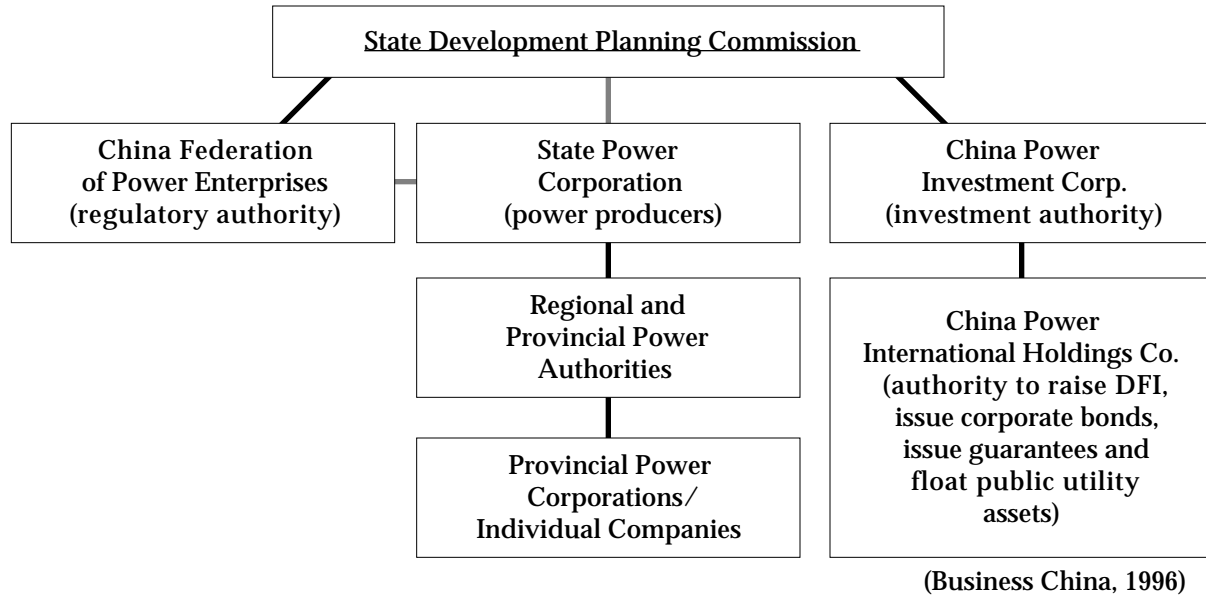 State Development Planning Commission
China Federation
of Power Enterprises
(regulatory authority)
State Power
Corporation
(power producers)
China Power
Investment Corp.
(investment authority)
Regional and
Provincial Power
Authorities
China Power
International Holdings Co.
(authority to raise DFI,
issue corporate bonds,
issue guarantees and
float public utility
assets)
Provincial Power
Corporations/
Individual Companies
(Business China, 1996)